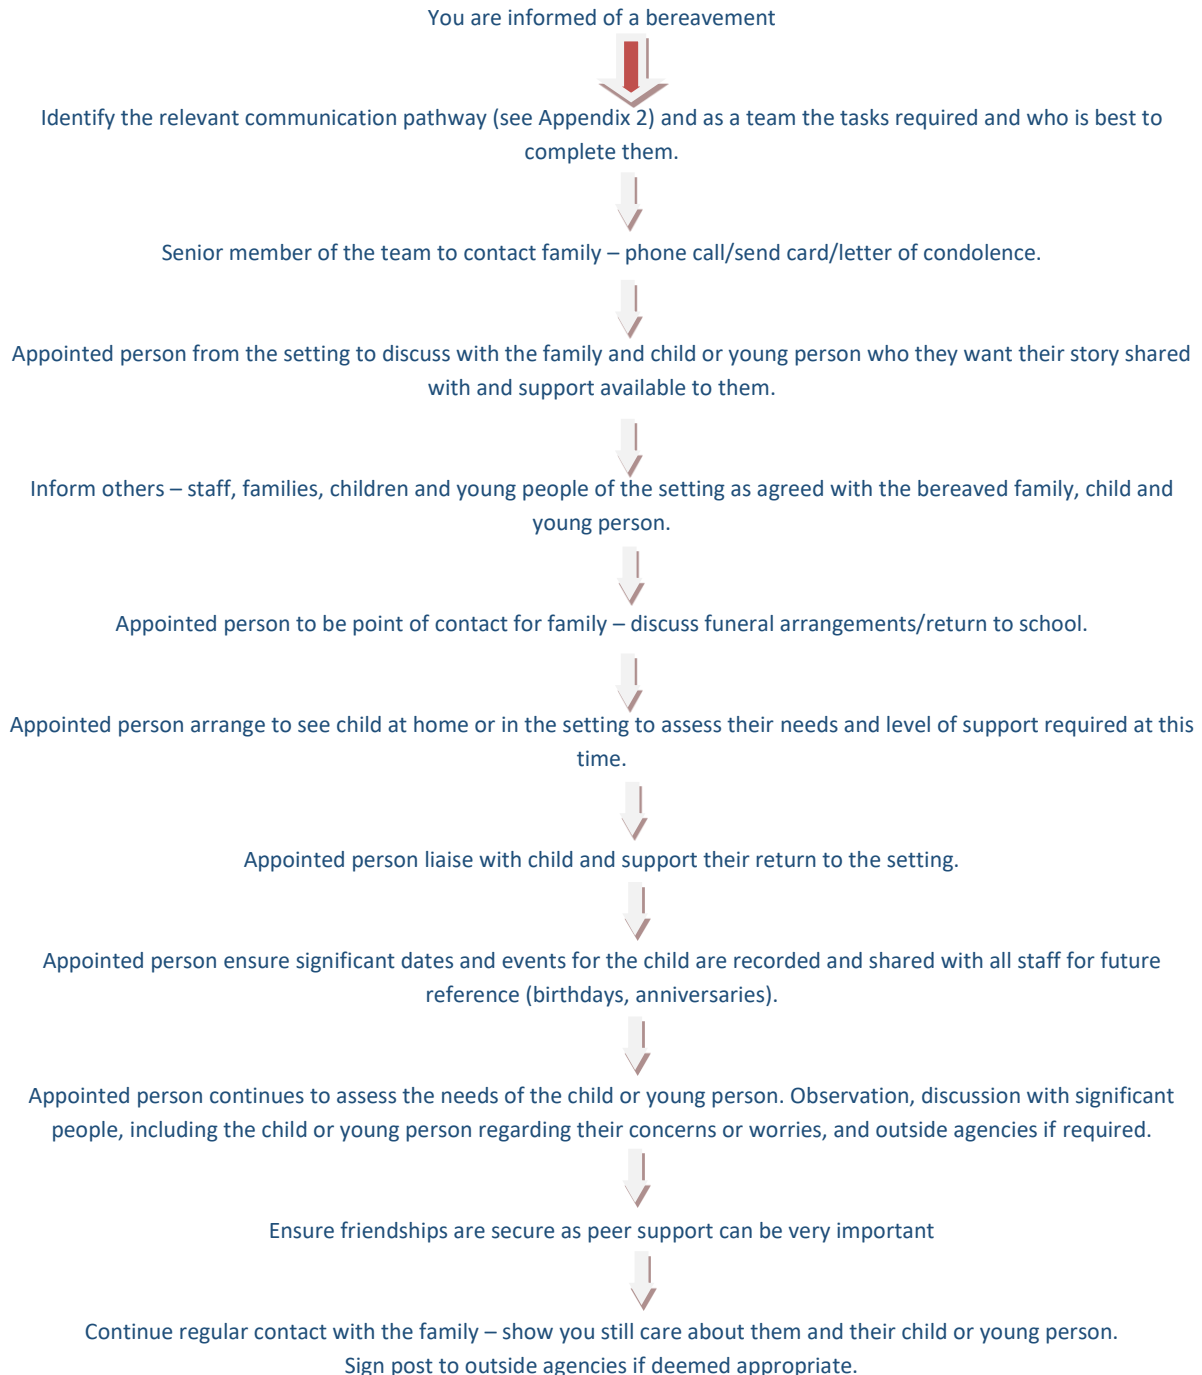 You are informed of a bereavement
Identify the relevant communication pathway (see Appendix 2) and as a team the tasks required and who is best to
complete them.
Senior member of the team to contact family – phone call/send card/letter of condolence.
Appointed person from the setting to discuss with the family and child or young person who they want their story shared
with and support available to them.
Inform others – staff, families, children and young people of the setting as agreed with the bereaved family, child and
young person.
Appointed person to be point of contact for family – discuss funeral arrangements/return to school.
Appointed person arrange to see child at home or in the setting to assess their needs and level of support required at this
time.
Appointed person liaise with child and support their return to the setting.
Appointed person ensure significant dates and events for the child are recorded and shared with all staff for future
reference (birthdays, anniversaries).
Appointed person continues to assess the needs of the child or young person. Observation, discussion with significant
people, including the child or young person regarding their concerns or worries, and outside agencies if required.
Ensure friendships are secure as peer support can be very important
Continue regular contact with the family – show you still care about them and their child or young person.
Sign post to outside agencies if deemed appropriate.